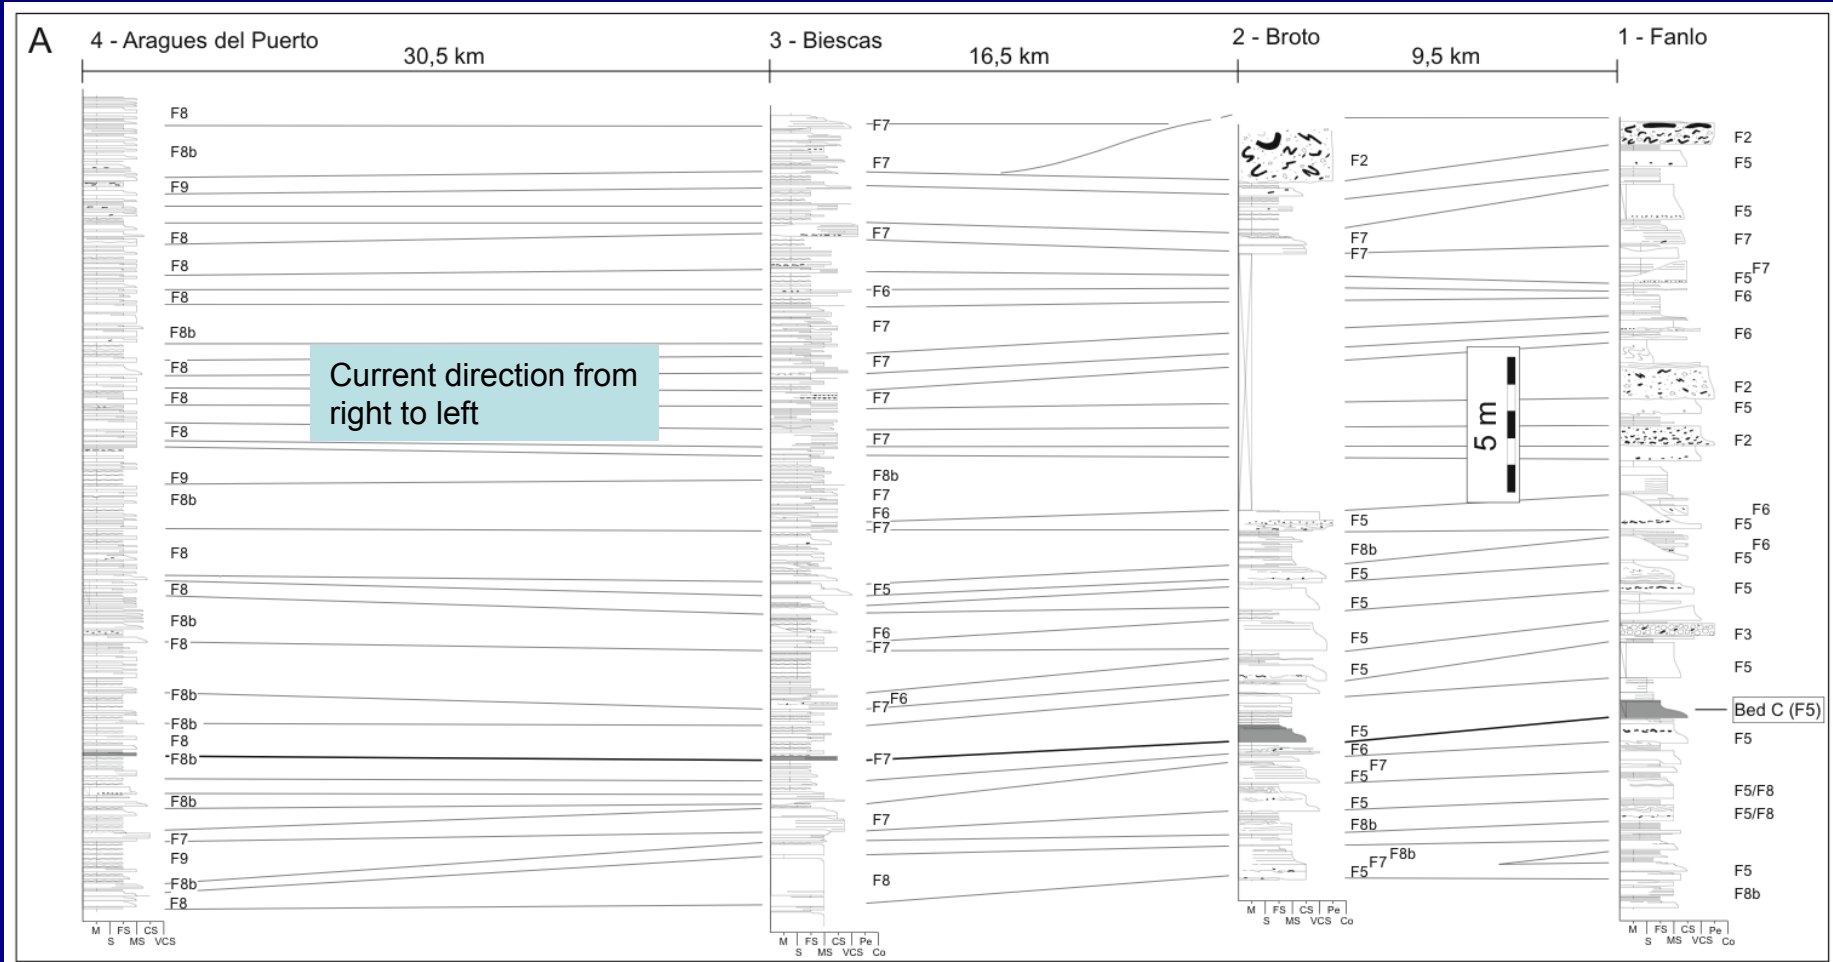 A
4 - Aragues del Puerto
3 - Biescas
2 - Broto
1 - Fanlo
30,5 km
16,5 km
9,5 km
F8
F8b
F9
F8
F8
F8
F8b
F8
F8
F8
F9
F8b
F8
F8
F8b
F8
F8b
F8b
F8
F8b
F8b
F7
F9
F8b
F8
M S FS MS CS VCS
Current direction from
right to left
F7
F7
F7
F6
F7
F7
F7
F7
F8b
F7
F6
F7
F5
F6
F7
F6
F7
F7
F7
F8
M S FS MS CS VCS Pe Co
F2
F7
F7
5 m
F5
F8b
F5
F5
F5
F5
F5
F6
F7
F5
F5
F8b
F8b
F7
F5
M S FS MS CS VCS Pe Co
F2
F5
F5
F7
F7
F5
F6
F6
F2
F5
F2
F6
F5
F6
F5
F5
F3
F5
Bed C (F5)
F5
F5/F8
F5/F8
F5
F8b
M S FS MS CS VCS Pe Co